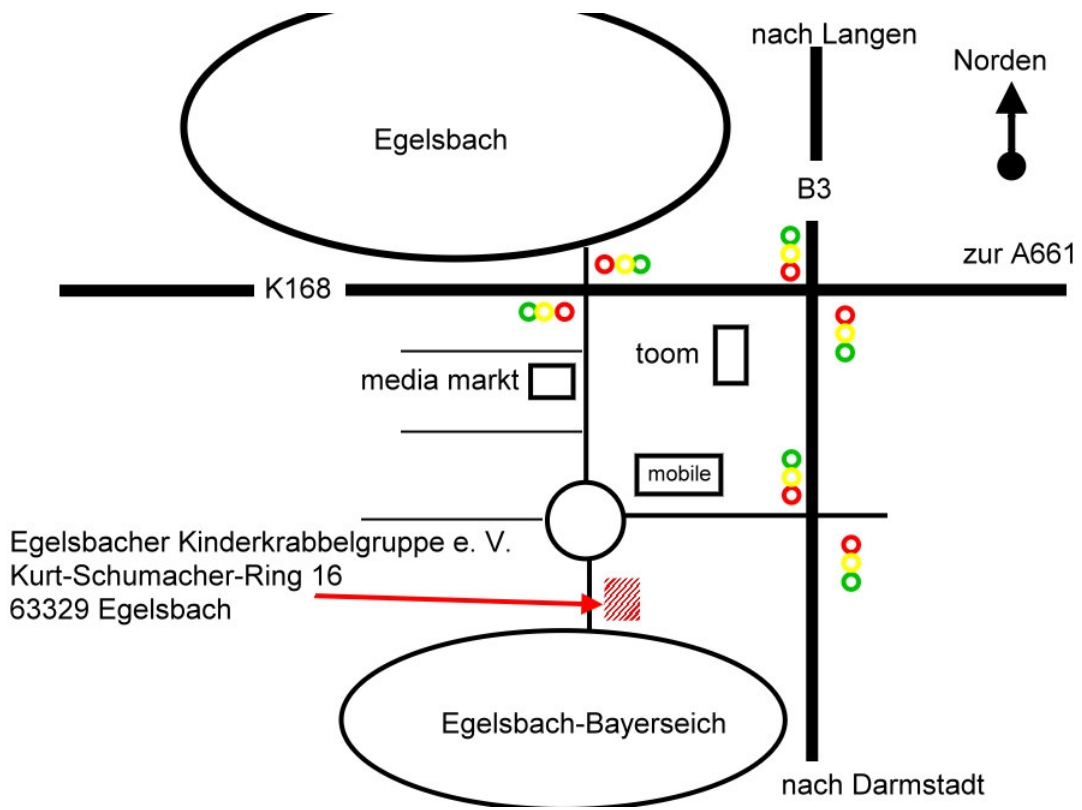 nach Langen
Norden
Egelsbach
B3
zur A661
K168
toom
media markt
mobile
Egelsbacher Kinderkrabbelgruppe e. V.
Kurt-Schumacher-Ring 16
63329 Egelsbach
Egelsbach-Bayerseich
nach Darmstadt